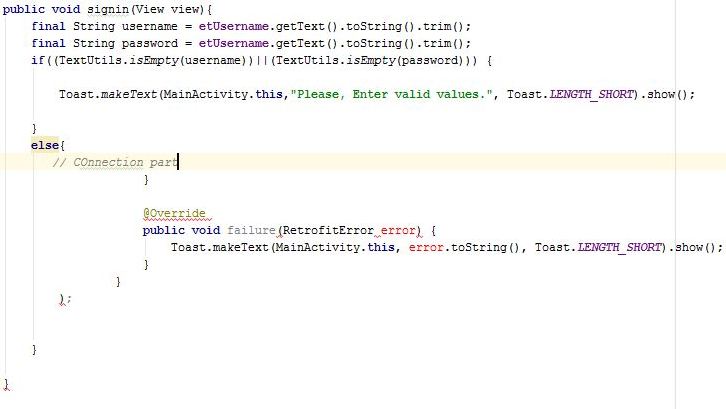 public void signin(View view){
final String username = etUsername.getText().toString().trim();
final String password = etUsername.getText().toString().trim();
if((TextUtils.isEmpty(username))||(TextUtils.isEmpty(password))) {
Toast.makeText(MainActivity.this,"Please, Enter valid values.", Toast.LENGTH_SHORT).show();
}
else{
// COnnection part
}
@Override
public void failure(RetrofitError error) {
Toast.makeText(MainActivity.this, error.toString(), Toast.LENGTH_SHORT).show();
}
}
);
}
}